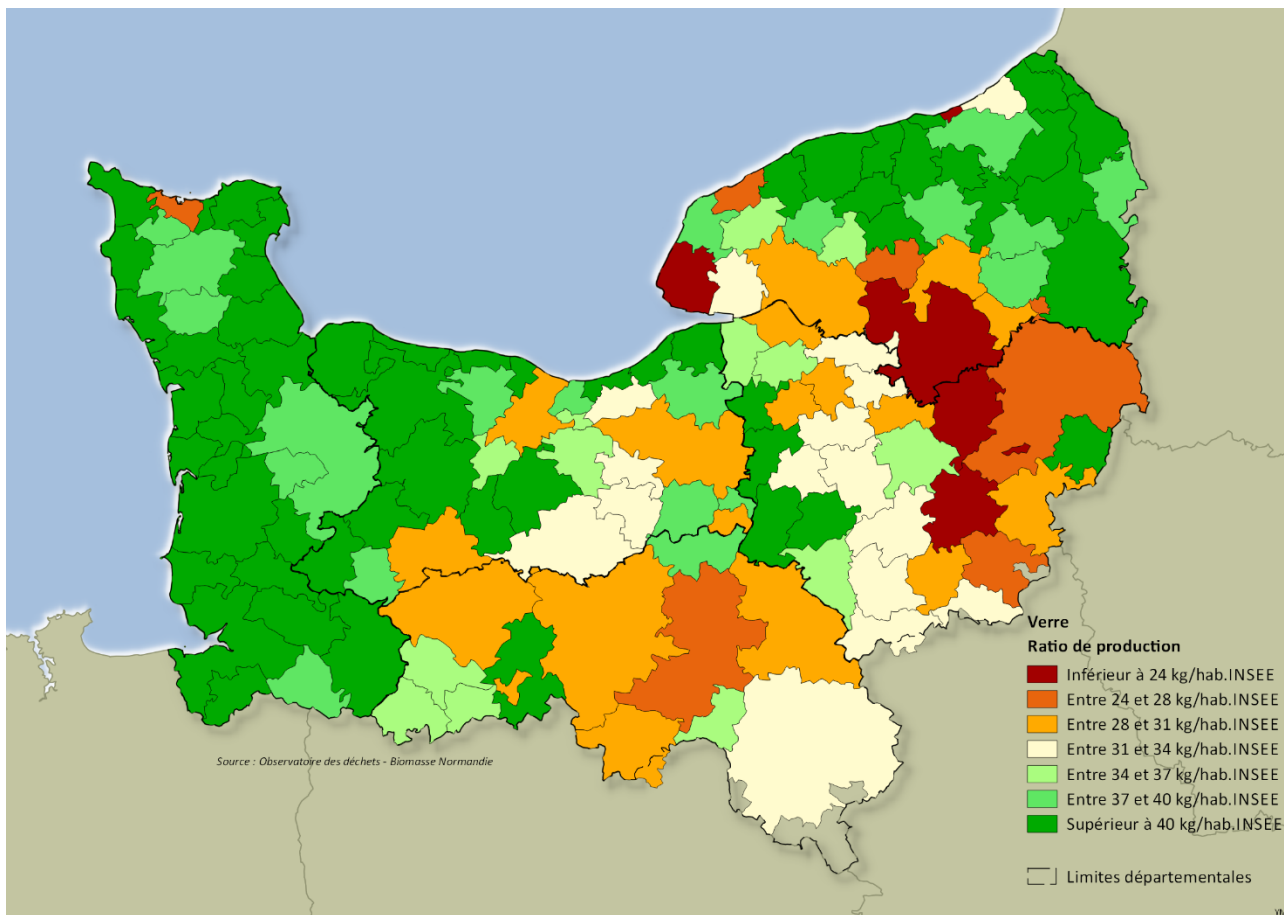 Verre
Ratio de production
Inférieur à 24 kg/hab.INSEE
Entre 24 et 28 kg/hab.INSEE
Entre 28 et 31 kg/hab.INSEE
Entre 31 et 34 kg/hab.INSEE
Entre 34 et 37 kg/hab.INSEE
Entre 37 et 40 kg/hab.INSEE
Supérieur à 40 kg/hab.INSEE
Limites départementales
Source : Observatoire des déchets - Biomasse Normandie